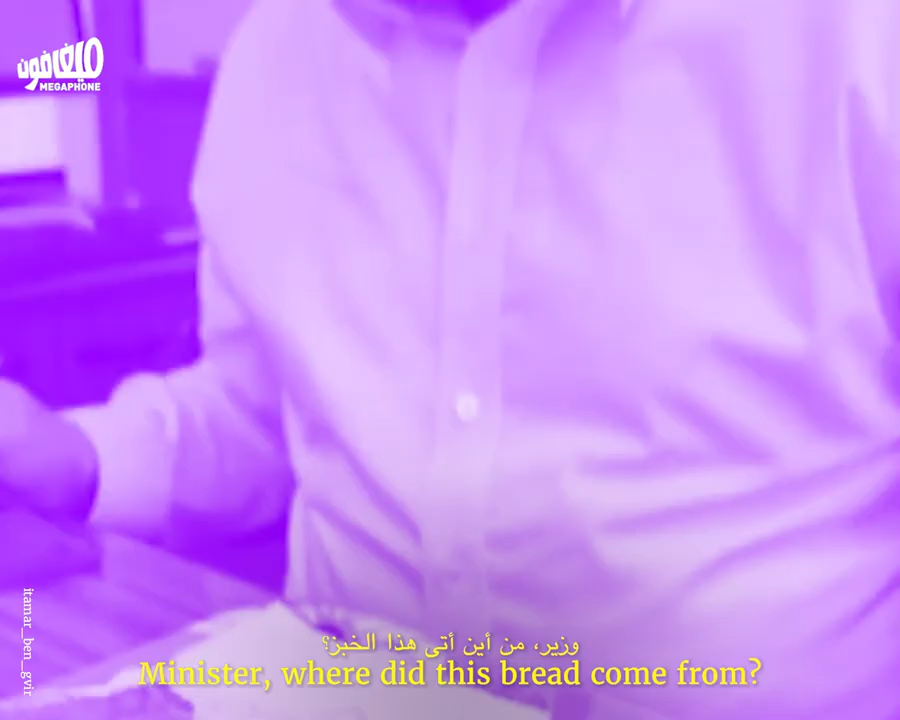 ميغافون
MEGAPHONE
itamar_ben_gvir
وزير، من أين أتى هذا الخبز؟
Minister, where did this bread come from?